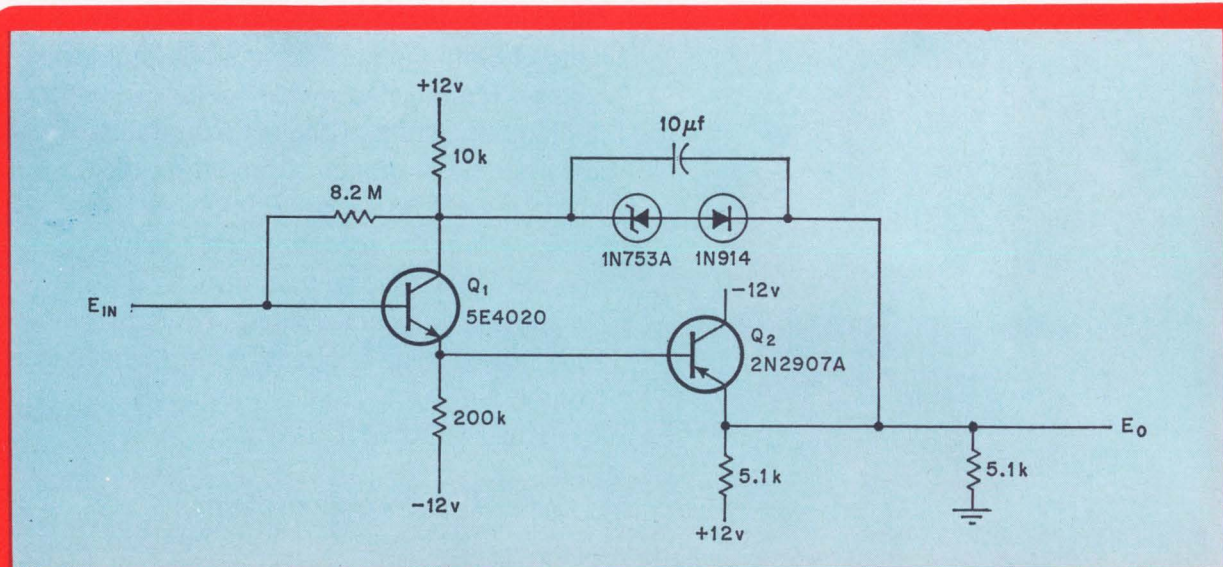 +12v
10k
10μf
8.2 M
1N753A
1N914
E_IN
Q1
5E4020
-12v
Q2
2N2907A
200k
-12v
E_O
5.1k
5.1k
+12v